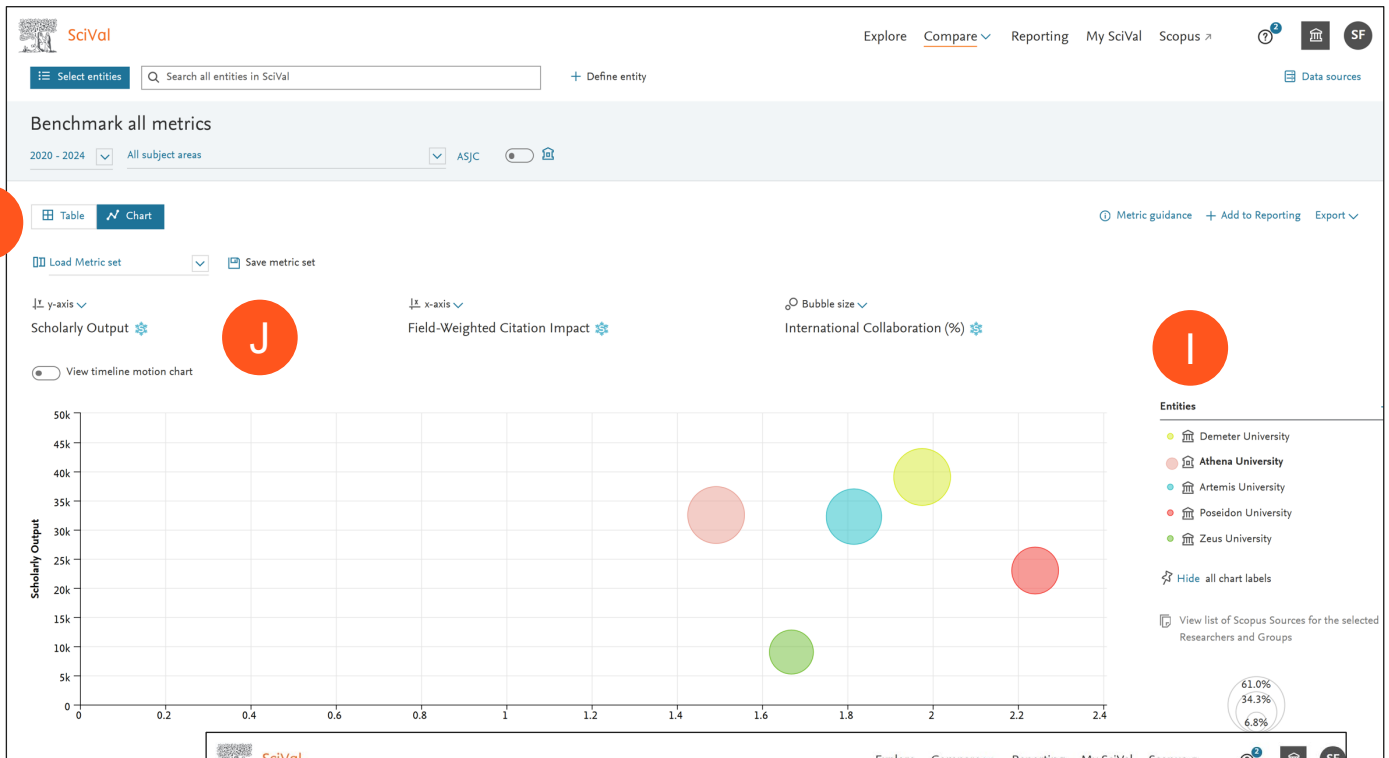 SciVal
Explore Compare Reporting My SciVal Scopus ↗ 2 SF
Select entities Search all entities in SciVal + Define entity Data sources
Benchmark all metrics
2020 - 2024 All subject areas ASJC
Table Chart Metric guidance + Add to Reporting Export
Load Metric set Save metric set
y-axis x-axis Bubble size
Scholarly Output Field-Weighted Citation Impact International Collaboration (%)
J
I
View timeline motion chart
Entities
Demeter University
Athena University
Artemis University
Poseidon University
Zeus University
Hide all chart labels
View list of Scopus Sources for the selected
Researchers and Groups
61.0%
34.3%
6.8%
Scholarly Output
50k
45k
40k
35k
30k
25k
20k
15k
10k
5k
0
0 0.2 0.4 0.6 0.8 1 1.2 1.4 1.6 1.8 2 2.2 2.4
SciVal
2